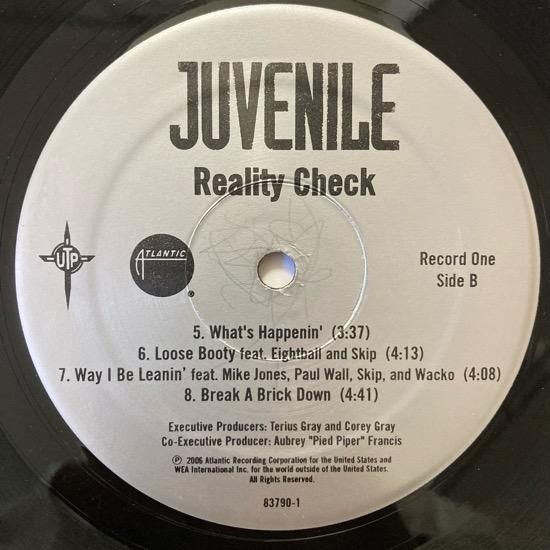 JUVENILE
Reality Check
UTP
ATLANTIC
®
Record One
Side B
5. What's Happenin' (3:37)
6. Loose Booty feat. Eightball and Skip (4:13)
7. Way I Be Leanin' feat. Mike Jones, Paul Wall, Skip, and Wacko (4:08)
8. Break A Brick Down (4:41)
Executive Producers: Terius Gray and Corey Gray
Co-Executive Producer: Aubrey "Pied Piper" Francis
℗ 2006 Atlantic Recording Corporation for the United States and
WEA International Inc. for the world outside of the United States.
All Rights Reserved.
83790-1